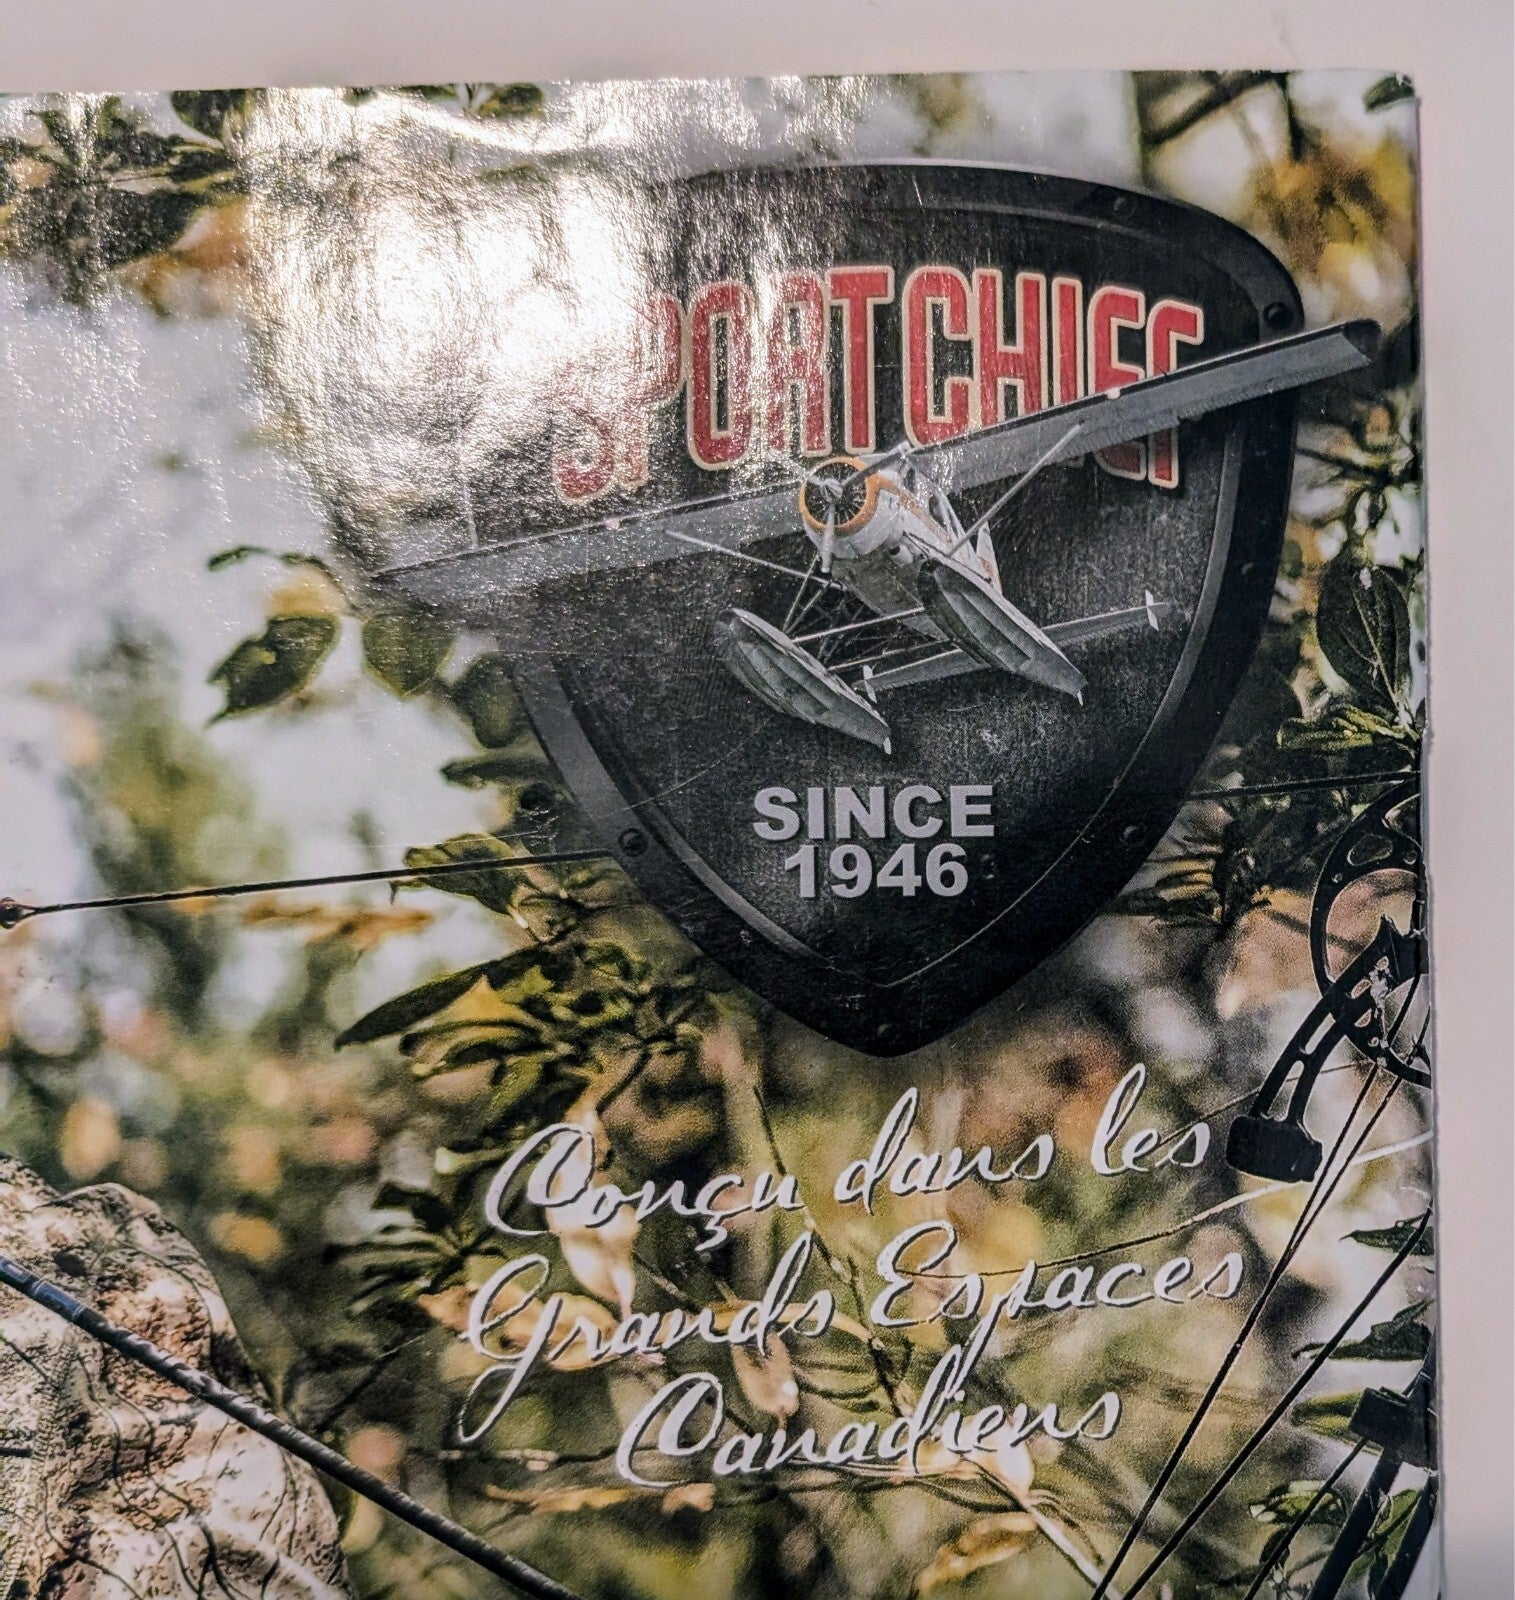 SPORTCHIEF
SINCE
1946
Conçu dans les
Grands Espaces
Canadiens